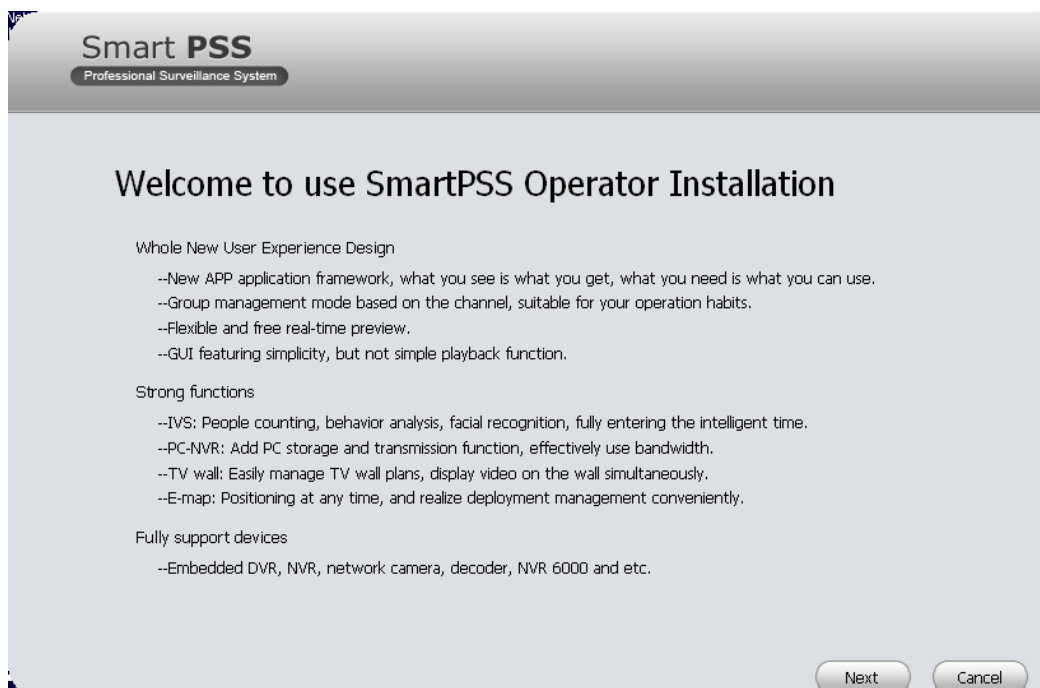 Smart PSS
Professional Surveillance System
Welcome to use SmartPSS Operator Installation
Whole New User Experience Design
--New APP application framework, what you see is what you get, what you need is what you can use.
--Group management mode based on the channel, suitable for your operation habits.
--Flexible and free real-time preview.
--GUI featuring simplicity, but not simple playback function.
Strong functions
--IVS: People counting, behavior analysis, facial recognition, fully entering the intelligent time.
--PC-NVR: Add PC storage and transmission function, effectively use bandwidth.
--TV wall: Easily manage TV wall plans, display video on the wall simultaneously.
--E-map: Positioning at any time, and realize deployment management conveniently.
Fully support devices
--Embedded DVR, NVR, network camera, decoder, NVR 6000 and etc.
Next
Cancel